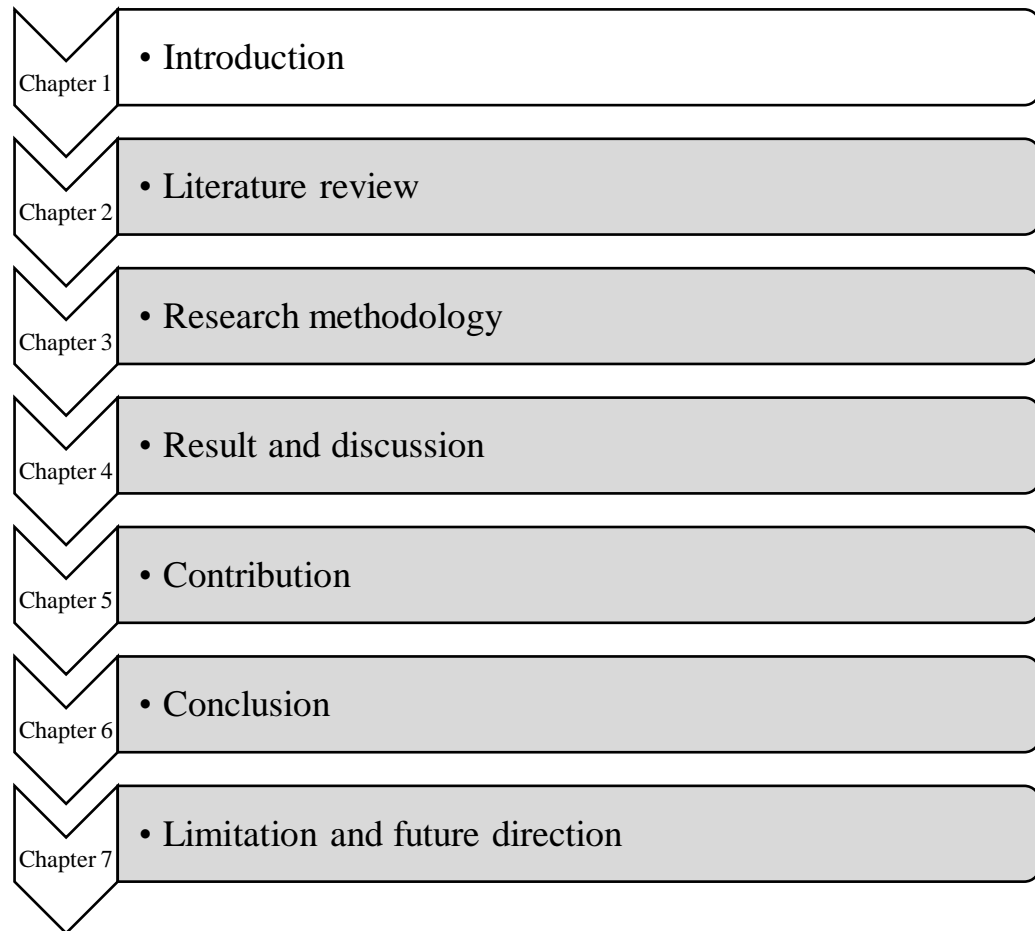 Chapter 1
• Introduction
Chapter 2
• Literature review
Chapter 3
• Research methodology
Chapter 4
• Result and discussion
Chapter 5
• Contribution
Chapter 6
• Conclusion
Chapter 7
• Limitation and future direction